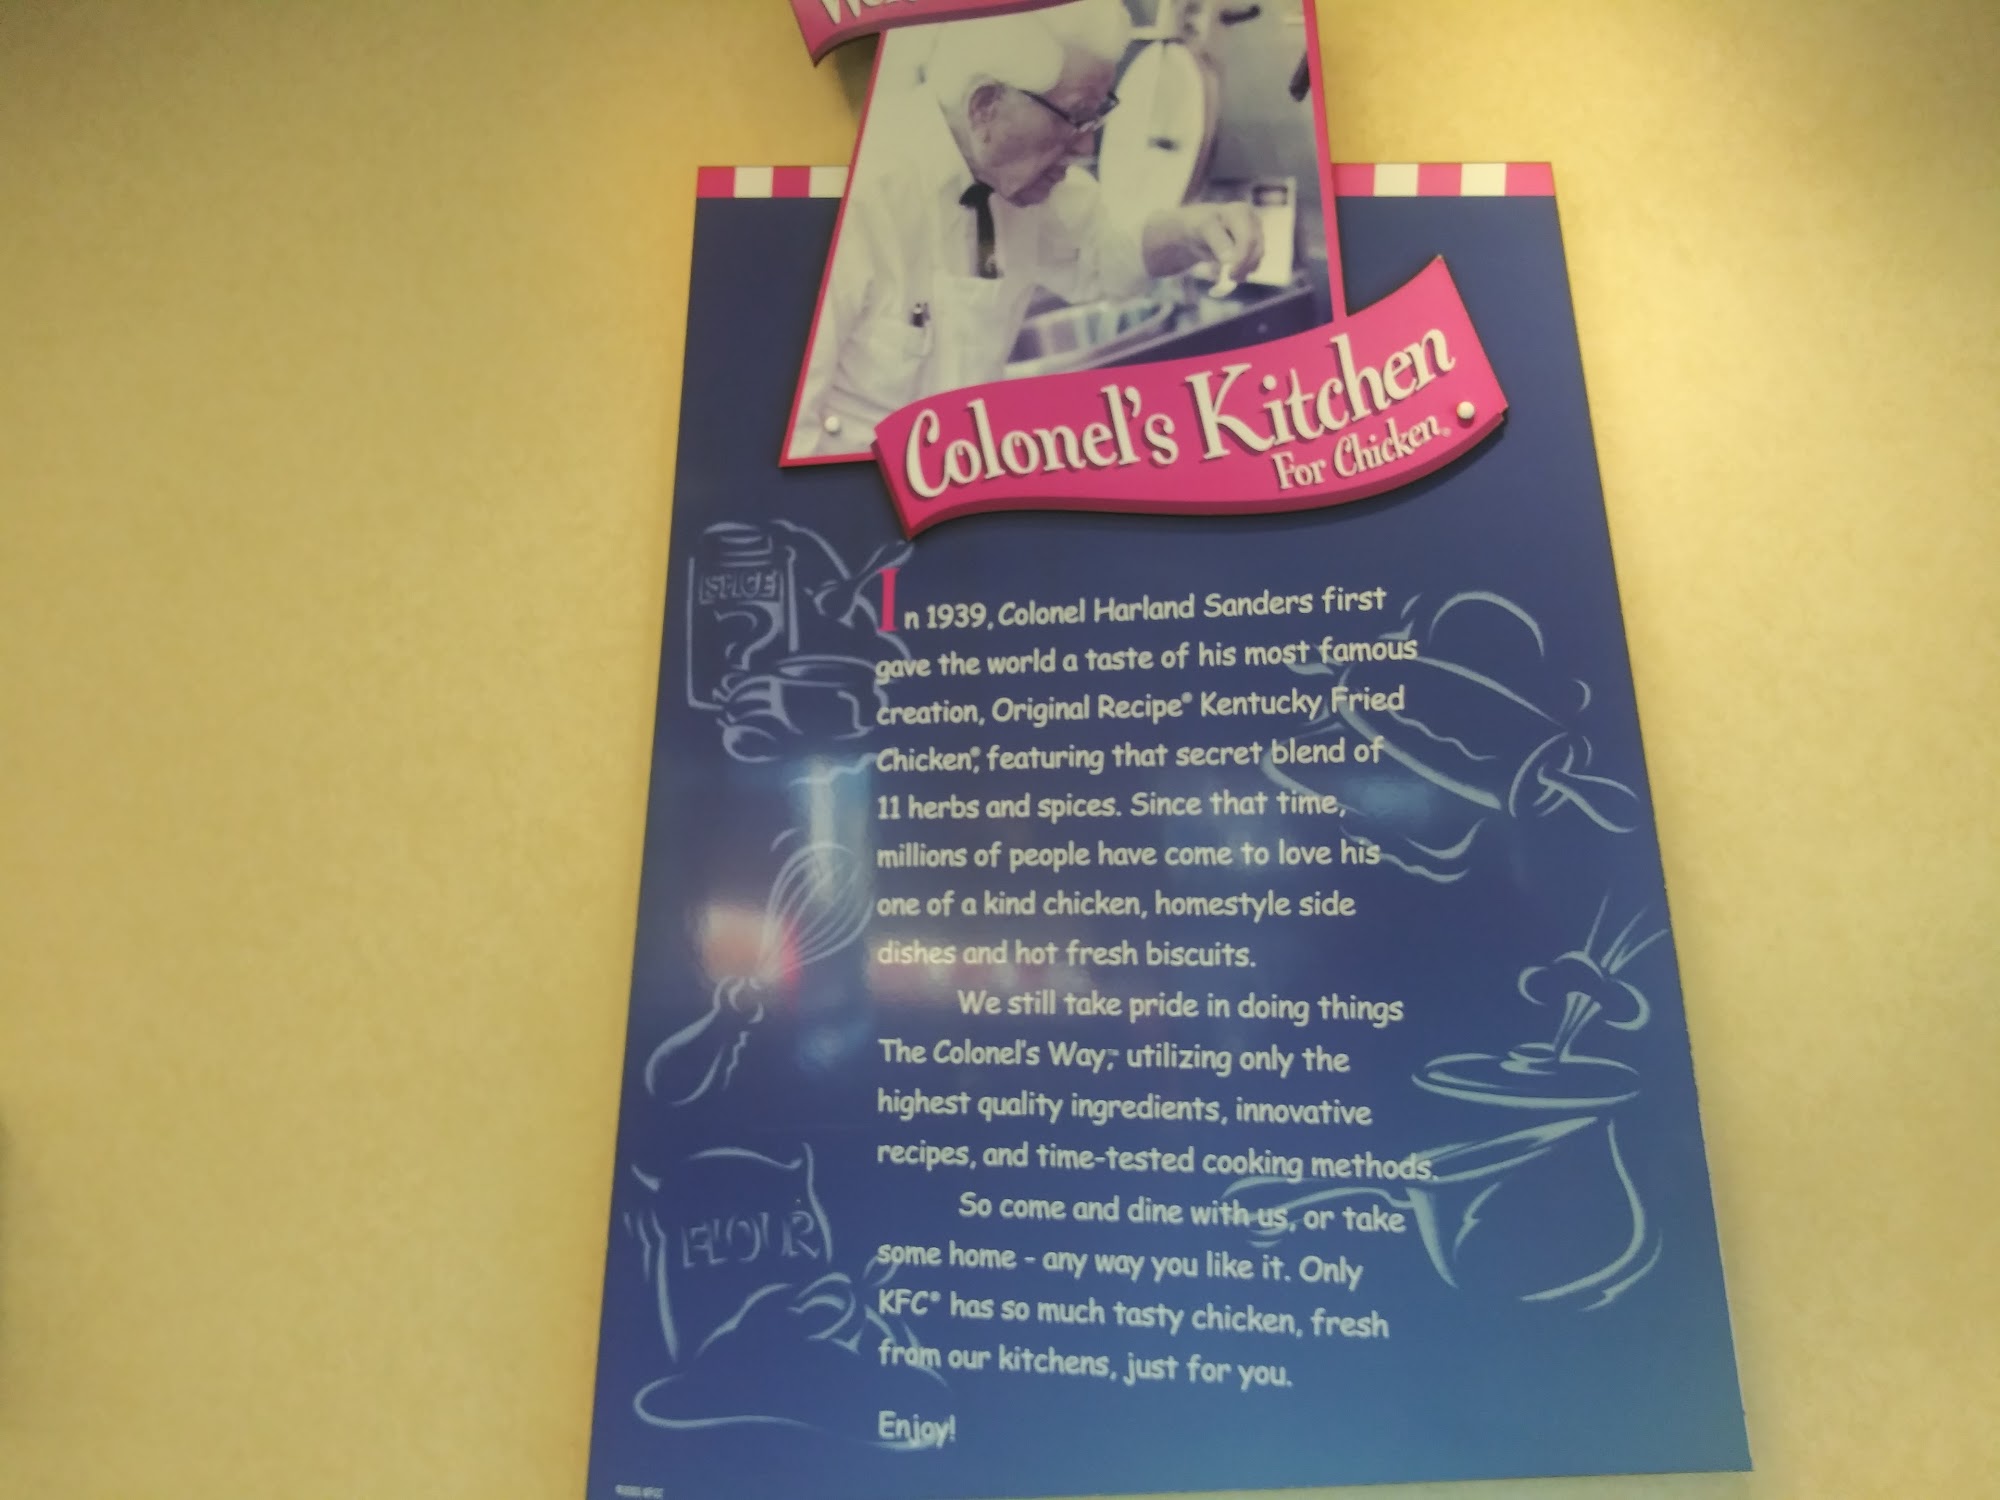 Colonel's Kitchen
For Chicken®
SPICE
In 1939, Colonel Harland Sanders first
gave the world a taste of his most famous
creation, Original Recipe® Kentucky Fried
Chicken®, featuring that secret blend of
11 herbs and spices. Since that time,
millions of people have come to love his
one of a kind chicken, homestyle side
dishes and hot fresh biscuits.
We still take pride in doing things
The Colonel's Way,™ utilizing only the
highest quality ingredients, innovative
recipes, and time-tested cooking methods.
So come and dine with us, or take
some home - any way you like it. Only
KFC® has so much tasty chicken, fresh
from our kitchens, just for you.
Enjoy!
FLOUR